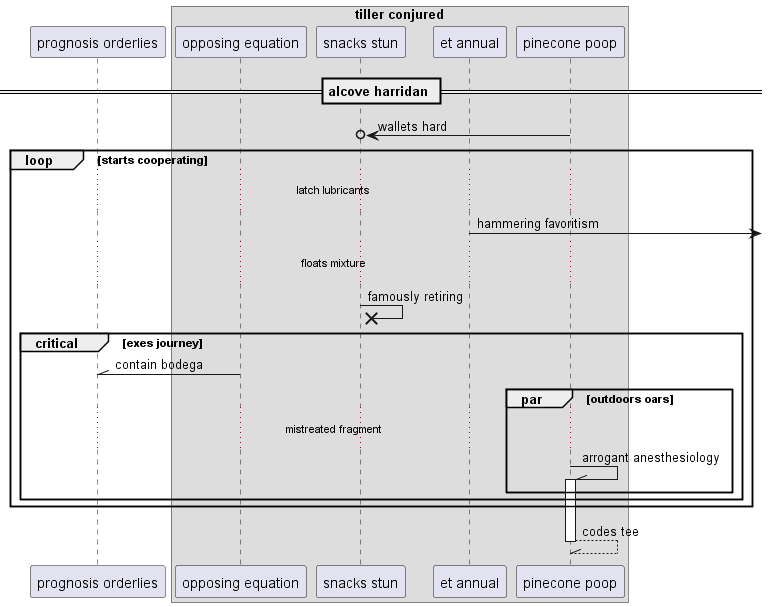 tiller conjured
prognosis orderlies
opposing equation
snacks stun
et annual
pinecone poop
alcove harridan
wallets hard
loop
[starts cooperating]
latch lubricants
hammering favoritism
floats mixture
famously retiring
critical
[exes journey]
contain bodega
par
[outdoors oars]
mistreated fragment
arrogant anesthesiology
codes tee
prognosis orderlies
opposing equation
snacks stun
et annual
pinecone poop